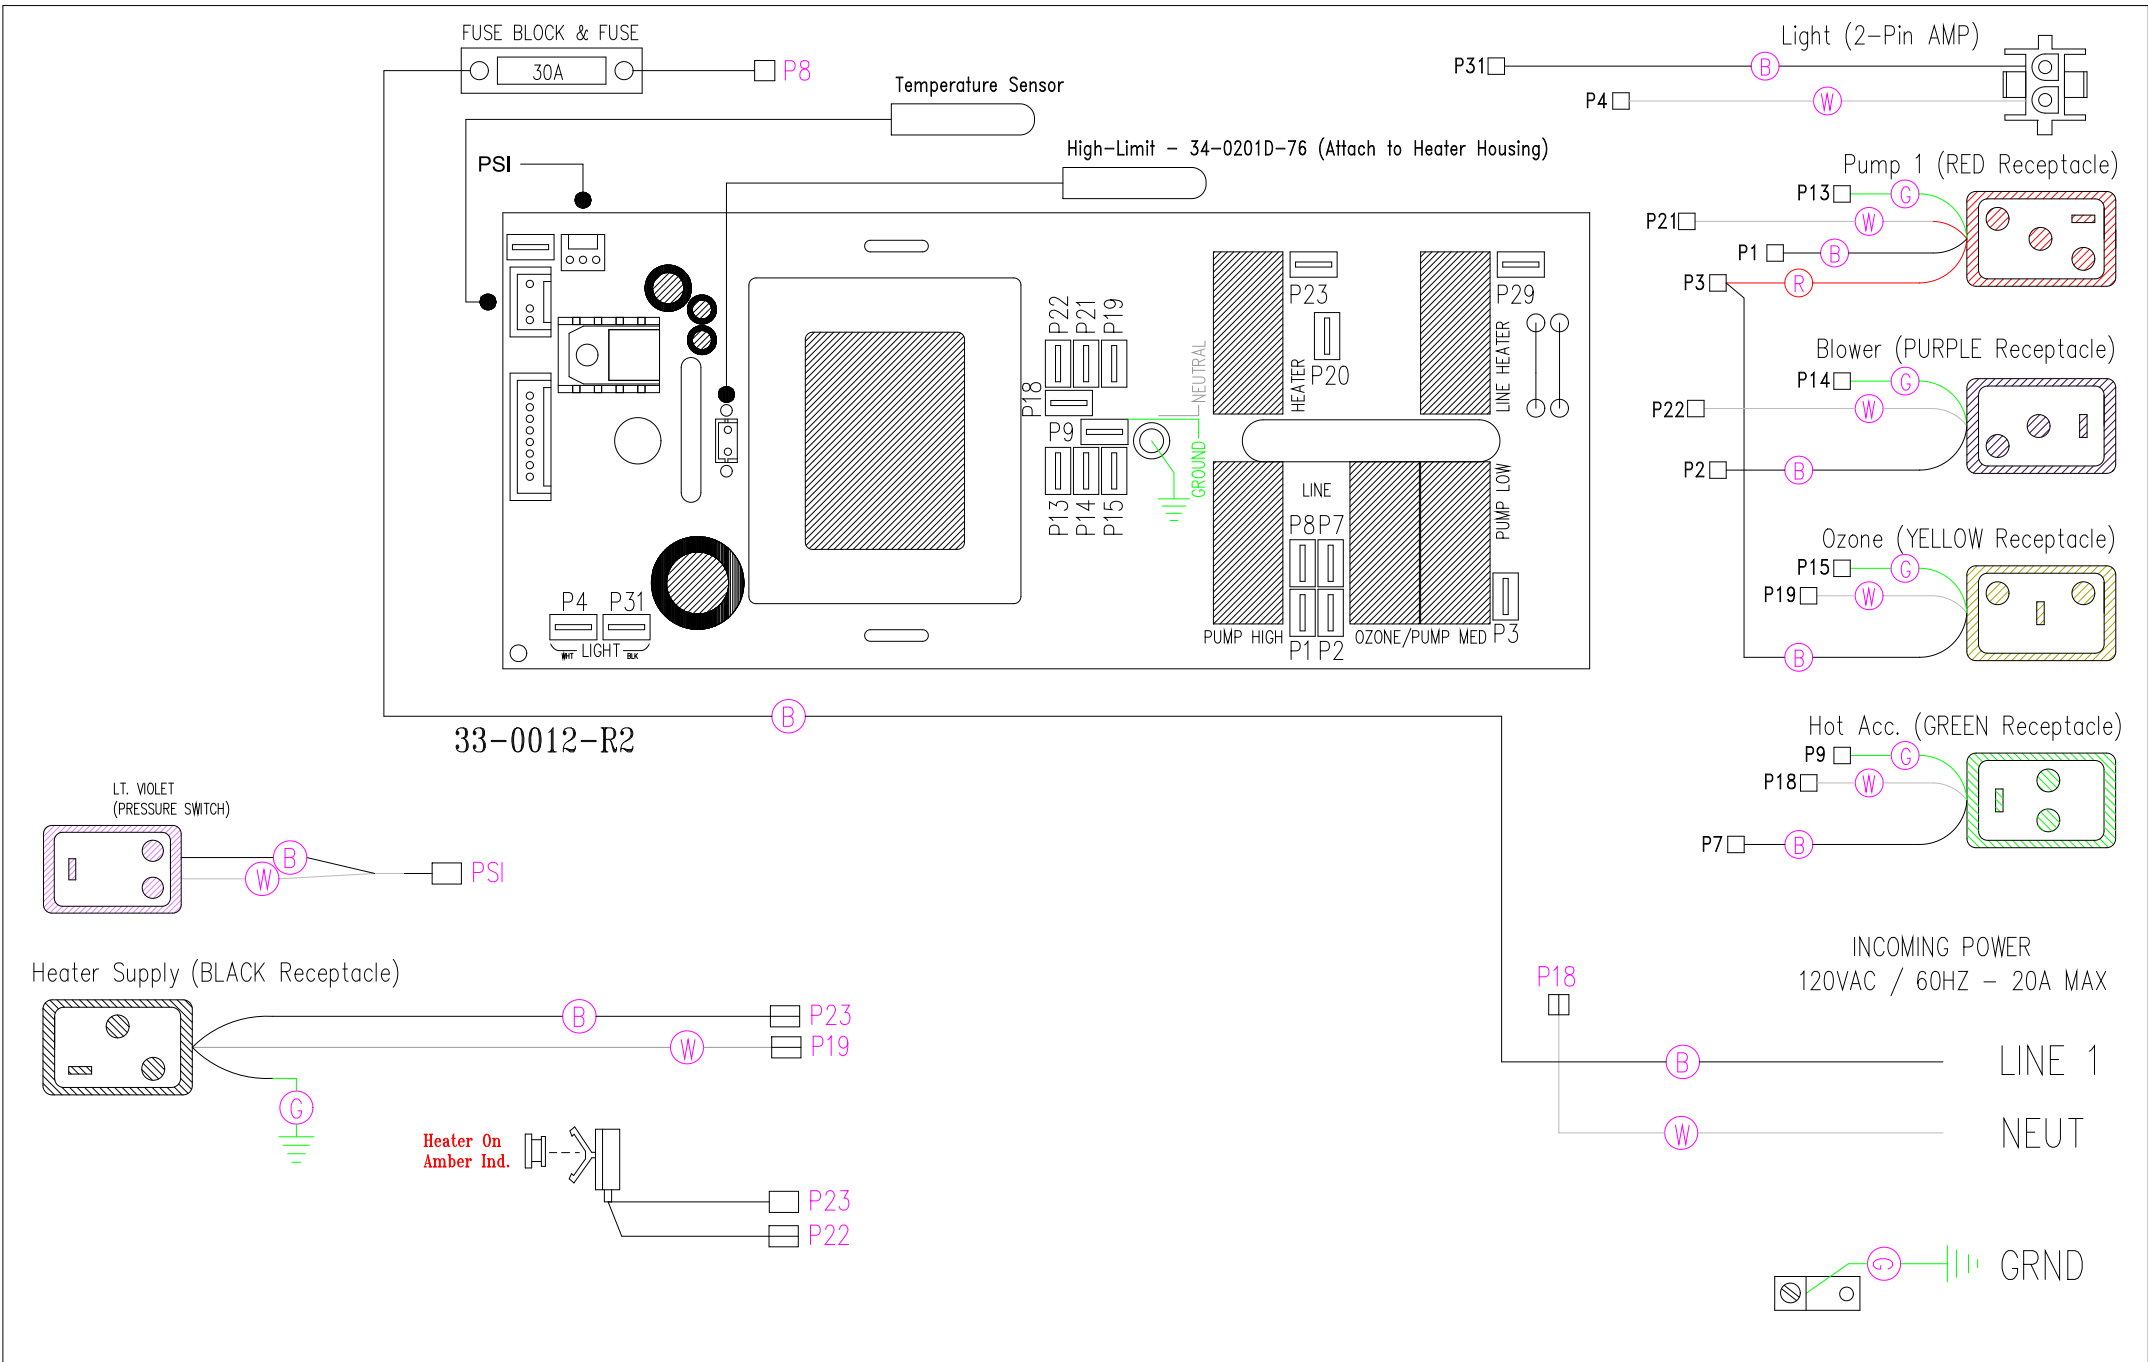 FUSE BLOCK & FUSE
30A
P8
Temperature Sensor
High-Limit - 34-0201D-76 (Attach to Heater Housing)
PSI
Light (2-Pin AMP)
P31
B
P4
W
Pump 1 (RED Receptacle)
P13
G
P21
W
P1
B
P3
R
Blower (PURPLE Receptacle)
P14
G
P22
W
P2
B
Ozone (YELLOW Receptacle)
P15
G
P19
W
B
Hot Acc. (GREEN Receptacle)
P9
G
P18
W
P7
B
P22
P21
P19
P18
P9
P13
P14
P15
NEUTRAL
GROUND
P23
P20
HEATER
P29
LINE HEATER
LINE
P8
P7
PUMP LOW
P3
PUMP HIGH
P1
P2
OZONE/PUMP MED
P4
P31
WHT
LIGHT
BLK
B
33-0012-R2
LT. VIOLET
(PRESSURE SWITCH)
B
W
PSI
Heater Supply (BLACK Receptacle)
B
P23
W
P19
G
Heater On
Amber Ind.
P23
P22
INCOMING POWER
120VAC / 60HZ - 20A MAX
P18
B
LINE 1
W
NEUT
G
GRND